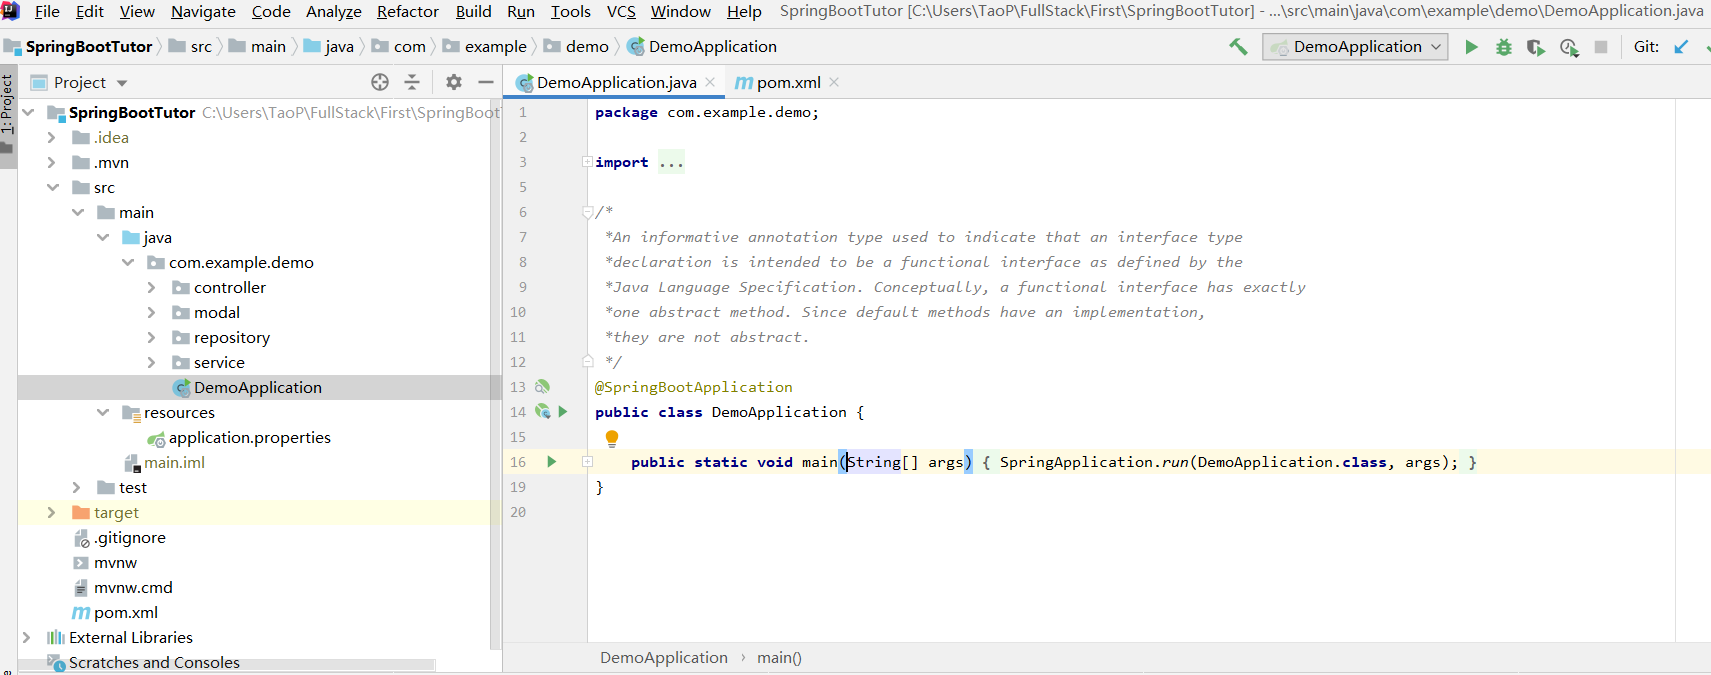 File Edit View Navigate Code Analyze Refactor Build Run Tools VCS Window Help SpringBootTutor [C:\Users\TaoP\FullStack\First\SpringBootTutor] - ...\src\main\java\com\example\demo\DemoApplication.java
SpringBootTutor src main java com example demo DemoApplication DemoApplication Git:
1: Project
Project
DemoApplication.java pom.xml
SpringBootTutor C:\Users\TaoP\FullStack\First\SpringBoot
.idea
.mvn
src
main
java
com.example.demo
controller
modal
repository
service
DemoApplication
resources
application.properties
main.iml
test
target
.gitignore
mvnw
mvnw.cmd
pom.xml
External Libraries
Scratches and Consoles
1 package com.example.demo;
2
3 import ...
5
6 /*
7 *An informative annotation type used to indicate that an interface type
8 *declaration is intended to be a functional interface as defined by the
9 *Java Language Specification. Conceptually, a functional interface has exactly
10 *one abstract method. Since default methods have an implementation,
11 *they are not abstract.
12 */
13 @SpringBootApplication
14 public class DemoApplication {
15
16 public static void main(String[] args) { SpringApplication.run(DemoApplication.class, args); }
19 }
20
DemoApplication › main()